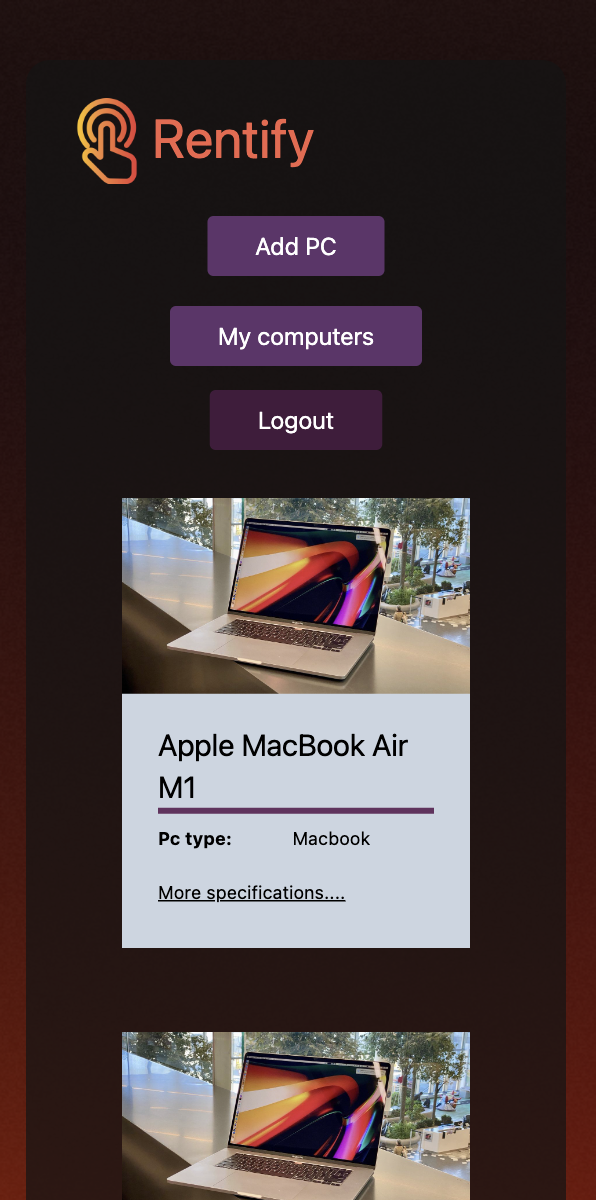 Rentify
Add PC
My computers
Logout
Apple MacBook Air
M1
Pc type: Macbook
More specifications....